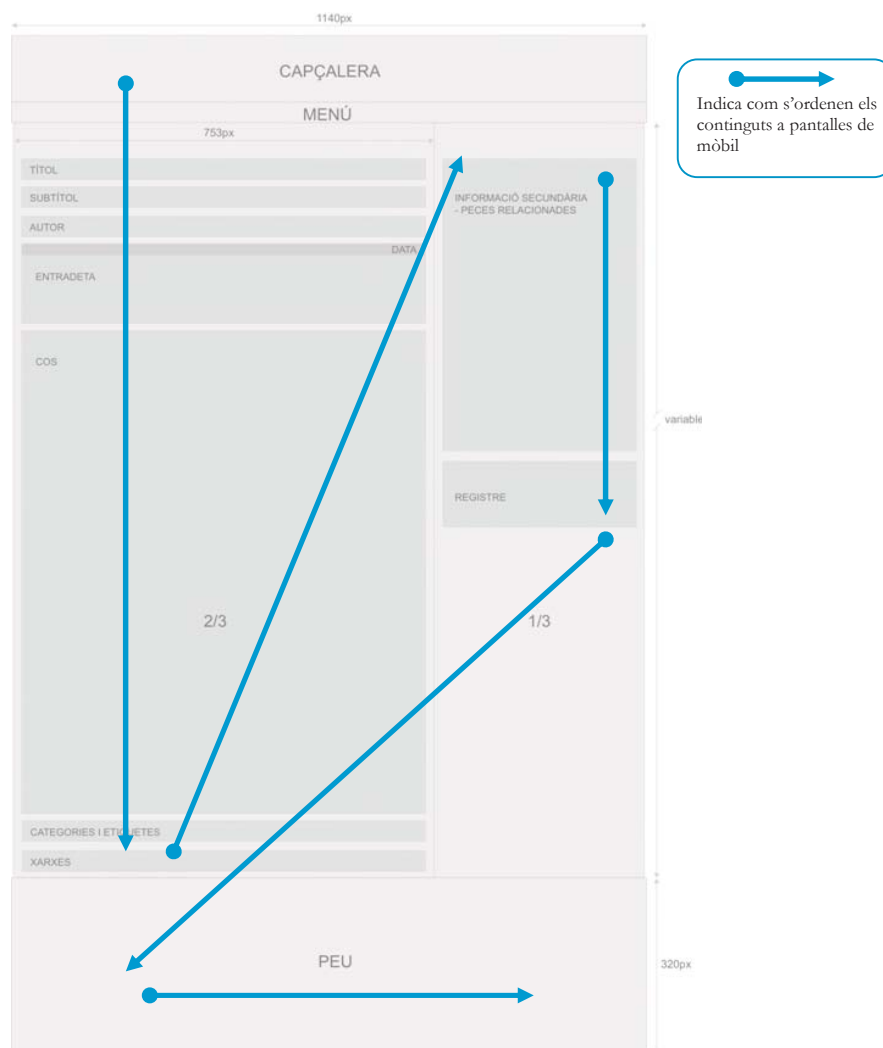 1140px
CAPÇALERA
MENÚ
753px
TÍTOL
SUBTÍTOL
AUTOR
DATA
ENTRADETA
COS
2/3
CATEGORIES I ETIQUETES
XARXES
INFORMACIÓ SECUNDÀRIA
- PECES RELACIONADES
REGISTRE
1/3
variable
PEU
320px
Indica com s’ordenen els
continguts a pantalles de
mòbil